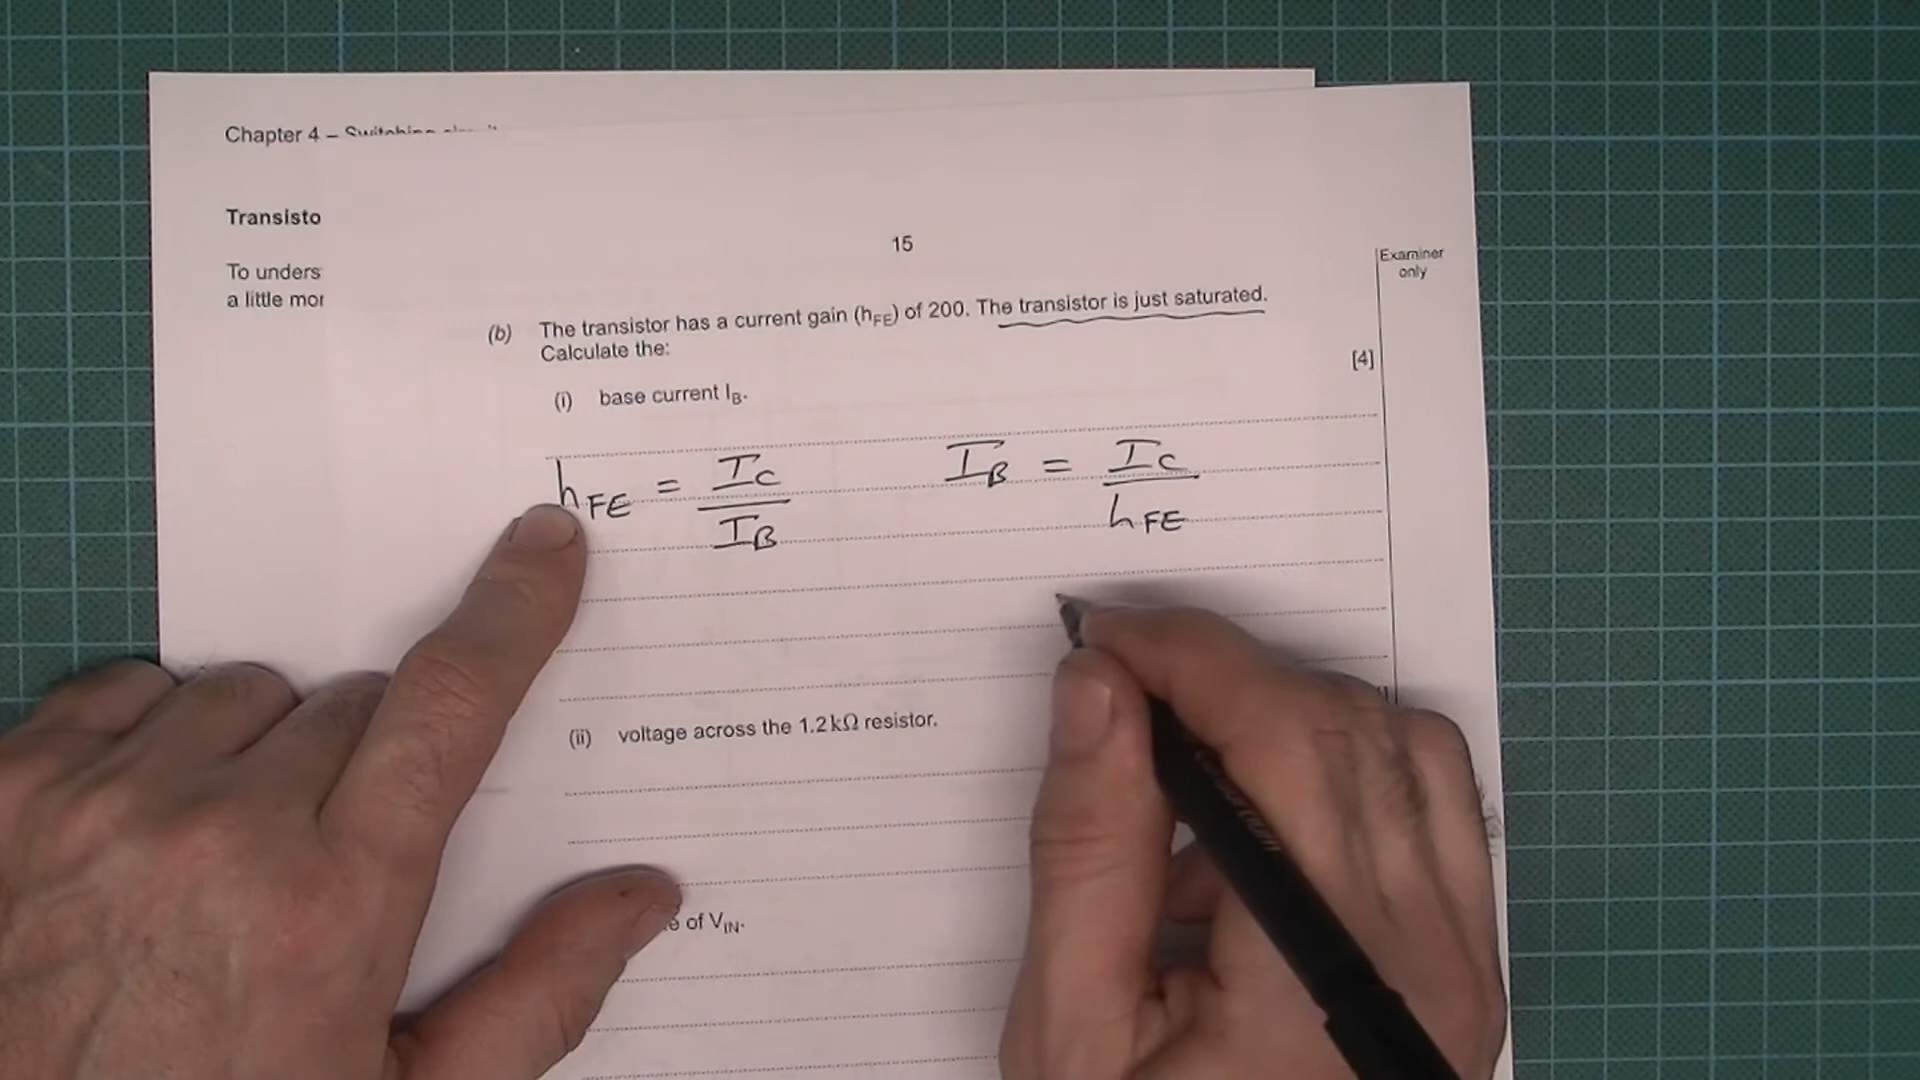 Chapter 4 –
Transisto
15
To unders
a little mor
Examiner
only
(b) The transistor has a current gain (hFE) of 200. The transistor is just saturated.
Calculate the:
[4]
(i) base current IB.
hFE = IC / IB    IB = IC / hFE
(ii) voltage across the 1.2 kΩ resistor.
of VIN.